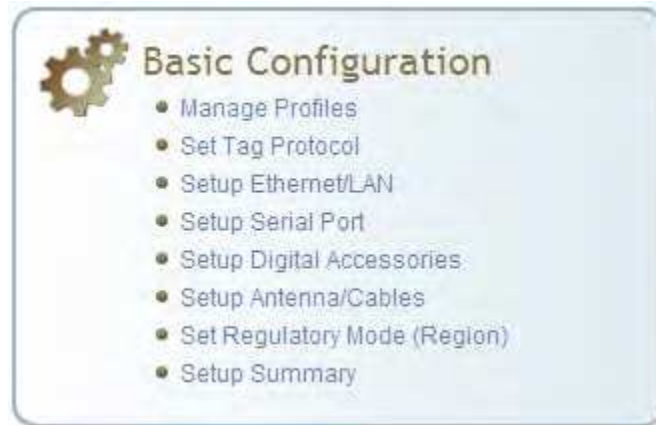 Basic Configuration
Manage Profiles
Set Tag Protocol
Setup Ethernet/LAN
Setup Serial Port
Setup Digital Accessories
Setup Antenna/Cables
Set Regulatory Mode (Region)
Setup Summary